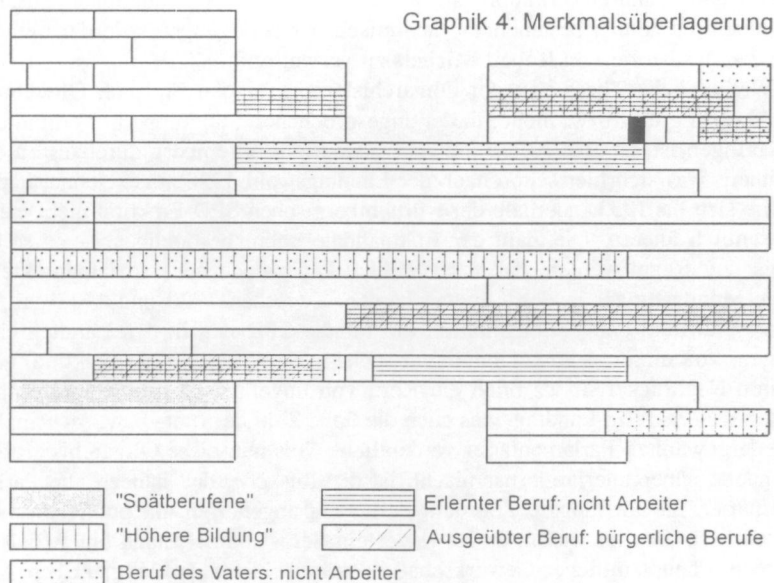 Graphik 4: Merkmalsüberlagerung
"Spätberufene"
Erlernter Beruf: nicht Arbeiter
"Höhere Bildung"
Ausgeübter Beruf: bürgerliche Berufe
Beruf des Vaters: nicht Arbeiter